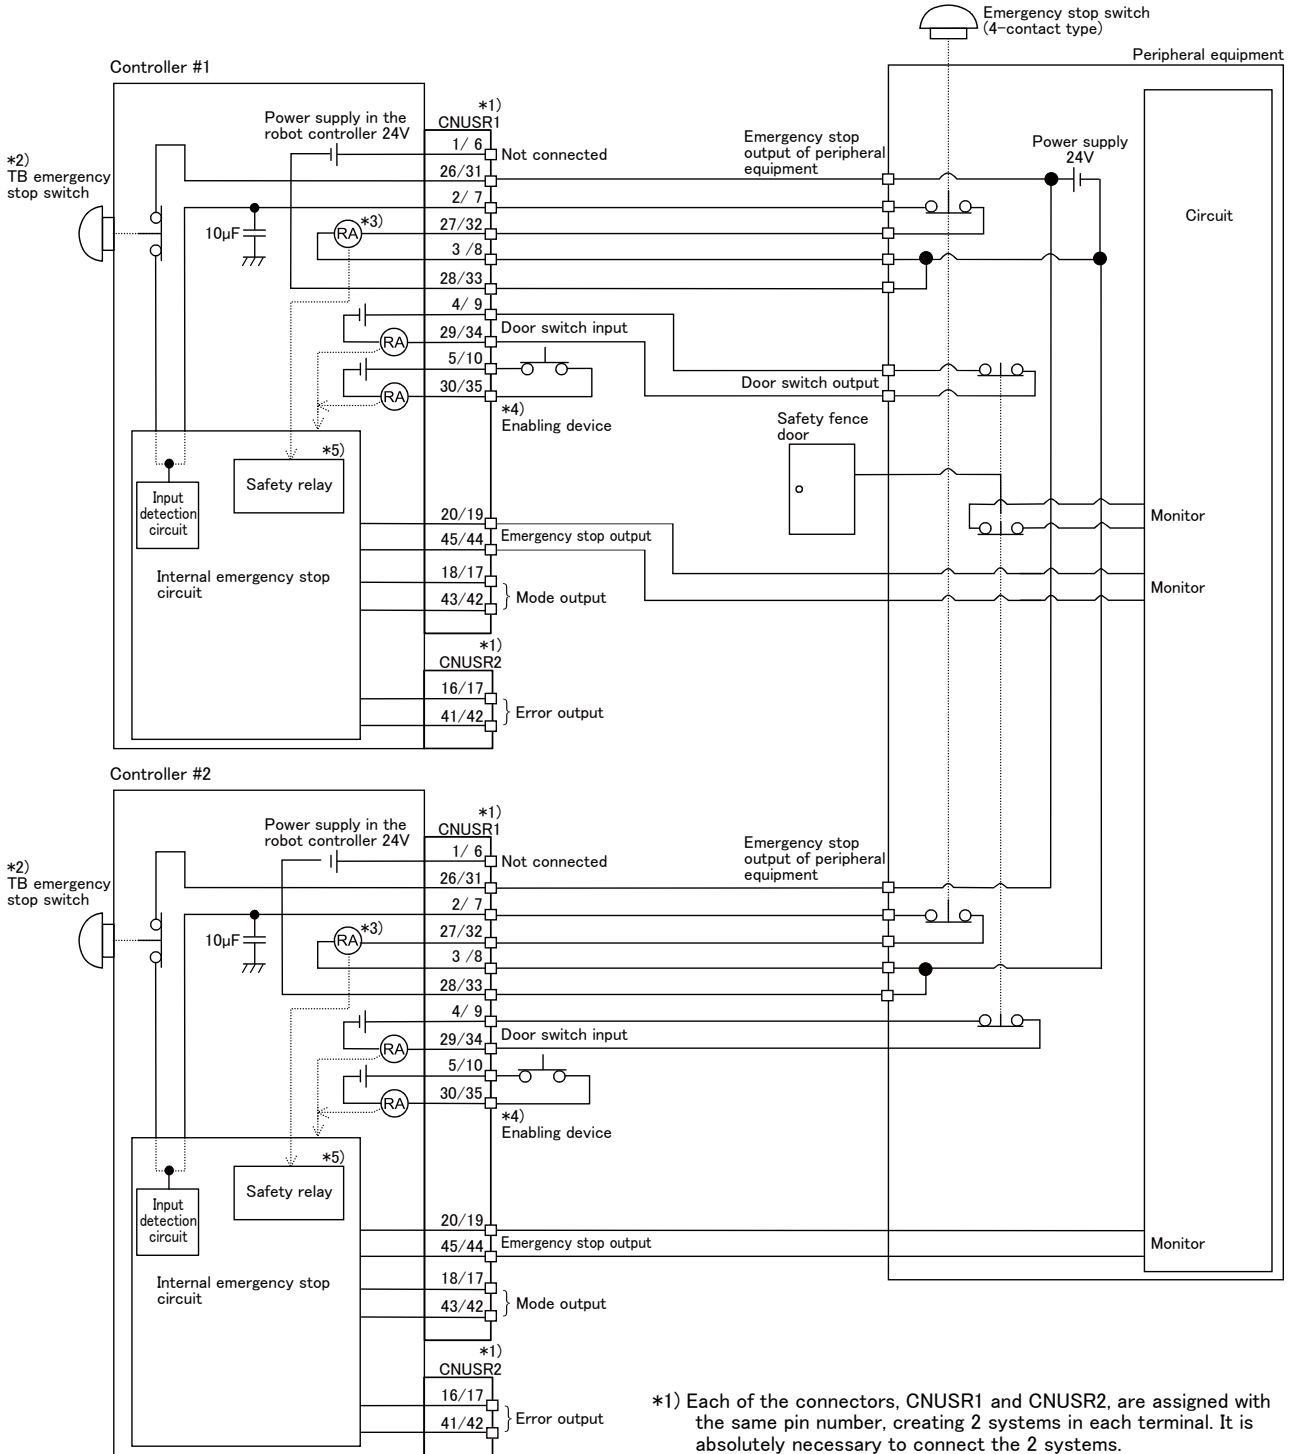 Emergency stop switch
(4-contact type)
Peripheral equipment
Controller #1
*1)
CNUSR1
Power supply in the
robot controller 24V
1/ 6
Not connected
Emergency stop
output of peripheral
equipment
Power supply
24V
*2)
TB emergency
stop switch
26/31
2/ 7
Circuit
10μF
RA
*3)
27/32
3 /8
28/33
4/ 9
29/34
Door switch input
RA
5/10
Door switch output
30/35
RA
*4)
Enabling device
Safety fence
door
*5)
Safety relay
Input
detection
circuit
20/19
Monitor
45/44
Emergency stop output
Internal emergency stop
circuit
18/17
Monitor
43/42
Mode output
*1)
CNUSR2
16/17
Error output
41/42
Controller #2
*1)
CNUSR1
Power supply in the
robot controller 24V
1/ 6
Not connected
Emergency stop
output of peripheral
equipment
*2)
TB emergency
stop switch
26/31
2/ 7
10μF
RA
*3)
27/32
3 /8
28/33
4/ 9
29/34
Door switch input
RA
5/10
30/35
RA
*4)
Enabling device
*5)
Safety relay
Input
detection
circuit
20/19
45/44
Emergency stop output
Monitor
Internal emergency stop
circuit
18/17
43/42
Mode output
*1)
CNUSR2
16/17
Error output
41/42
*1) Each of the connectors, CNUSR1 and CNUSR2, are assigned with
the same pin number, creating 2 systems in each terminal. It is
absolutely necessary to connect the 2 systems.